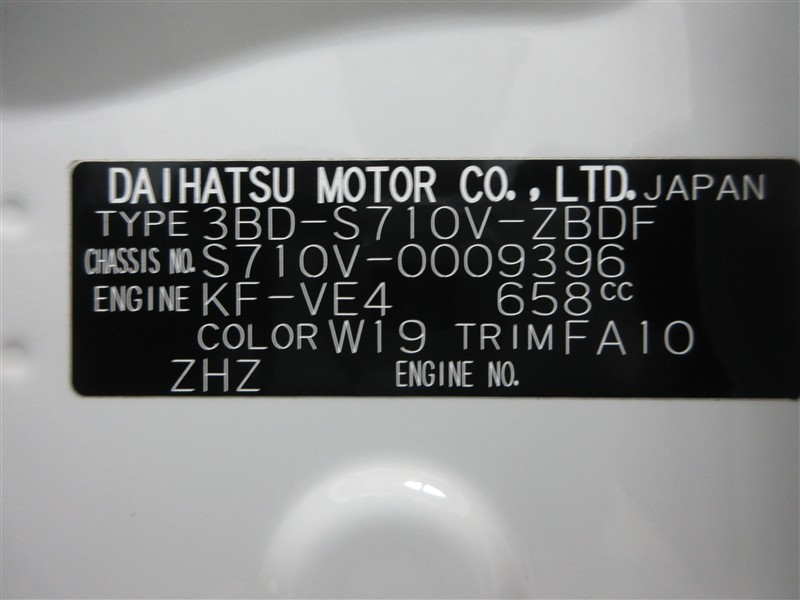 DAIHATSU MOTOR CO., LTD. JAPAN
TYPE 3BD-S710V-ZBDF
CHASSIS NO. S710V-0009396
ENGINE KF-VE4 658CC
COLOR W19 TRIM FA10
ZHZ ENGINE NO.